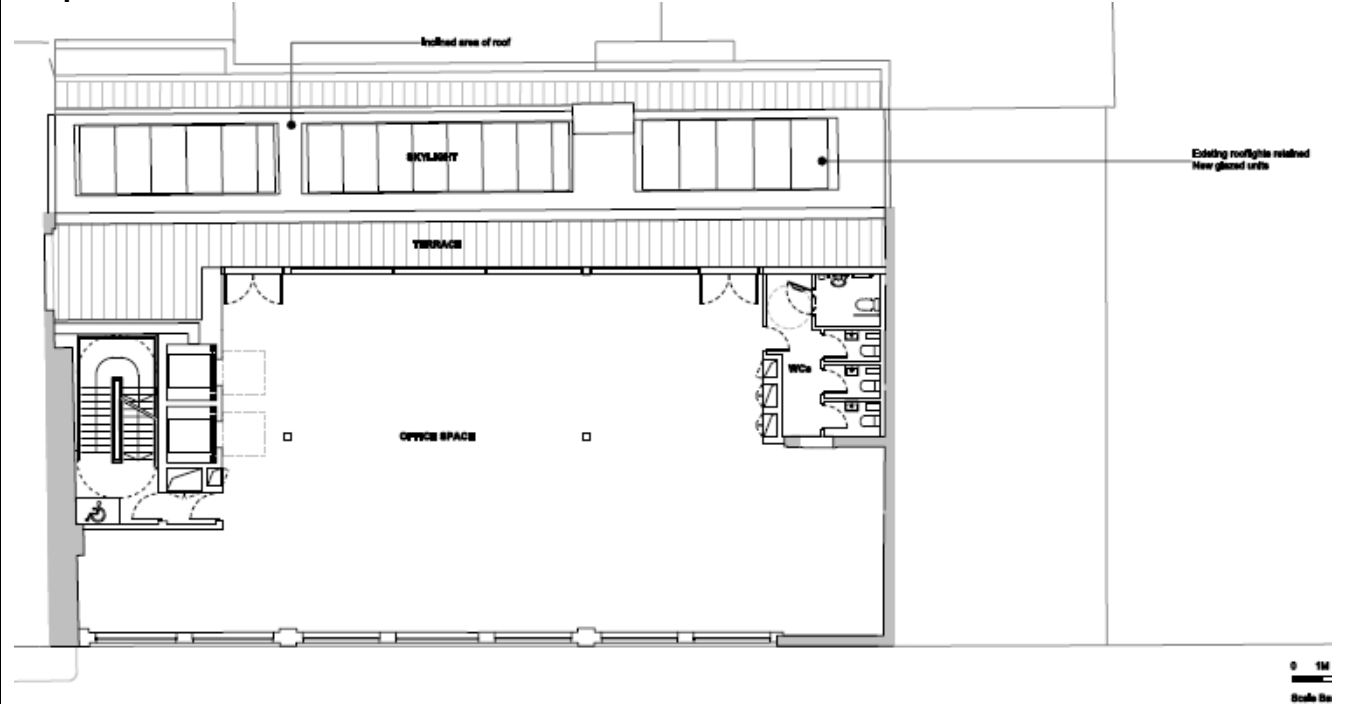 Inclined area of roof
SKYLIGHT
Existing rooflights retained
New glazed units
TERRACE
WCs
OFFICE SPACE
0 1M
Scale Ba